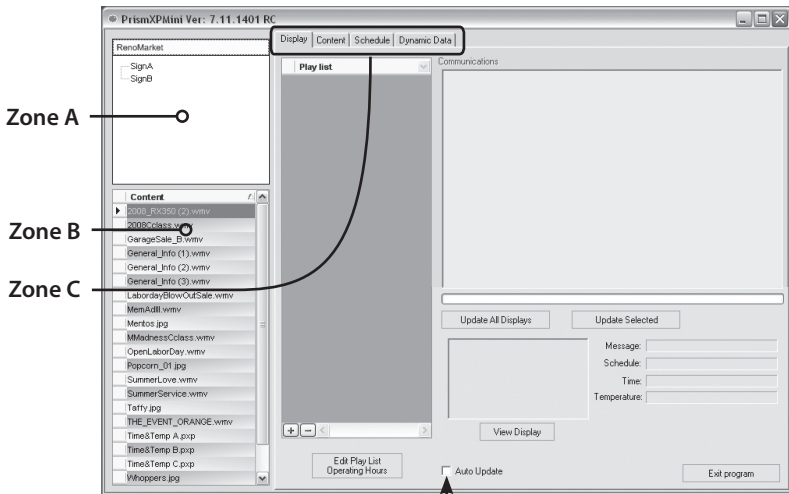 PrismXPMini Ver: 7.11.1401 RC
RenoMarket
SignA
SignB
Zone A
Content
2008_RX350 (2).wmv
2008Cclass.wmv
Zone B
GarageSale_B.wmv
General_Info (1).wmv
General_Info (2).wmv
General_Info (3).wmv
Zone C
LabordayBlowOutSale.wmv
MemAdIII.wmv
Mentos.jpg
MMadnessCclass.wmv
OpenLaborDay.wmv
Popcorn_01.jpg
SummerLove.wmv
SummerService.wmv
Taffy.jpg
THE_EVENT_ORANGE.wmv
Time&Temp A.pxp
Time&Temp B.pxp
Time&Temp C.pxp
Whoppers.jpg
Display Content Schedule Dynamic Data
Play list
Edit Play List
Operating Hours
Communications
Update All Displays Update Selected
Message:
Schedule:
Time:
Temperature:
View Display
Auto Update
Exit program